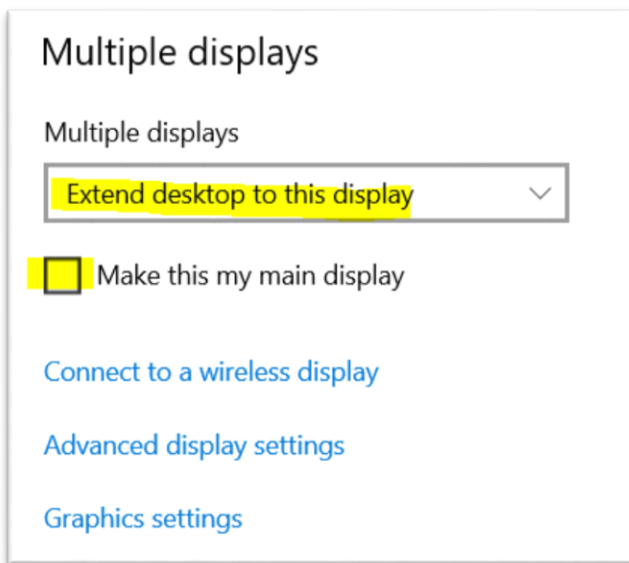 Multiple displays
Multiple displays
Extend desktop to this display
Make this my main display
Connect to a wireless display
Advanced display settings
Graphics settings